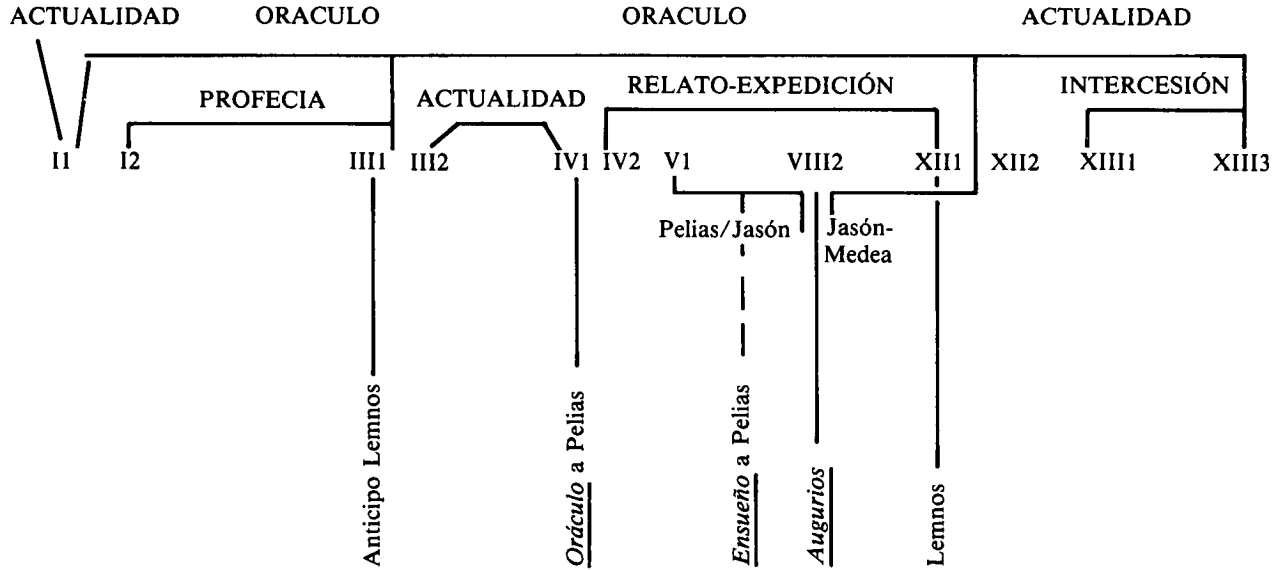 ACTUALIDAD ORACULO ORACULO ACTUALIDAD
PROFECIA ACTUALIDAD RELATO-EXPEDICIÓN INTERCESIÓN
I1 I2 IIII1 III2 IV1 IV2 V1 VIII2 XII1 XII2 XIII1 XIII3
Pelias/Jasón Jasón-
Medea
Anticipo Lemnos
Oráculo a Pelias
Ensueño a Pelias
Augurios
Lemnos